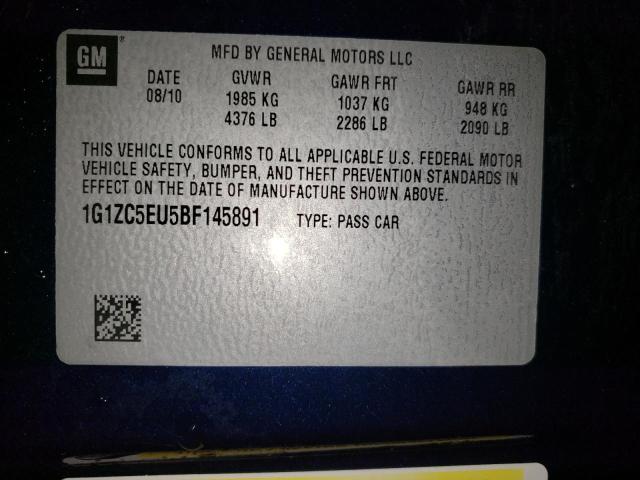 GM®
MFD BY GENERAL MOTORS LLC
DATE GVWR GAWR FRT GAWR RR
08/10 1985 KG 1037 KG 948 KG
4376 LB 2286 LB 2090 LB
THIS VEHICLE CONFORMS TO ALL APPLICABLE U.S. FEDERAL MOTOR
VEHICLE SAFETY, BUMPER, AND THEFT PREVENTION STANDARDS IN
EFFECT ON THE DATE OF MANUFACTURE SHOWN ABOVE.
1G1ZC5EU5BF145891 TYPE: PASS CAR